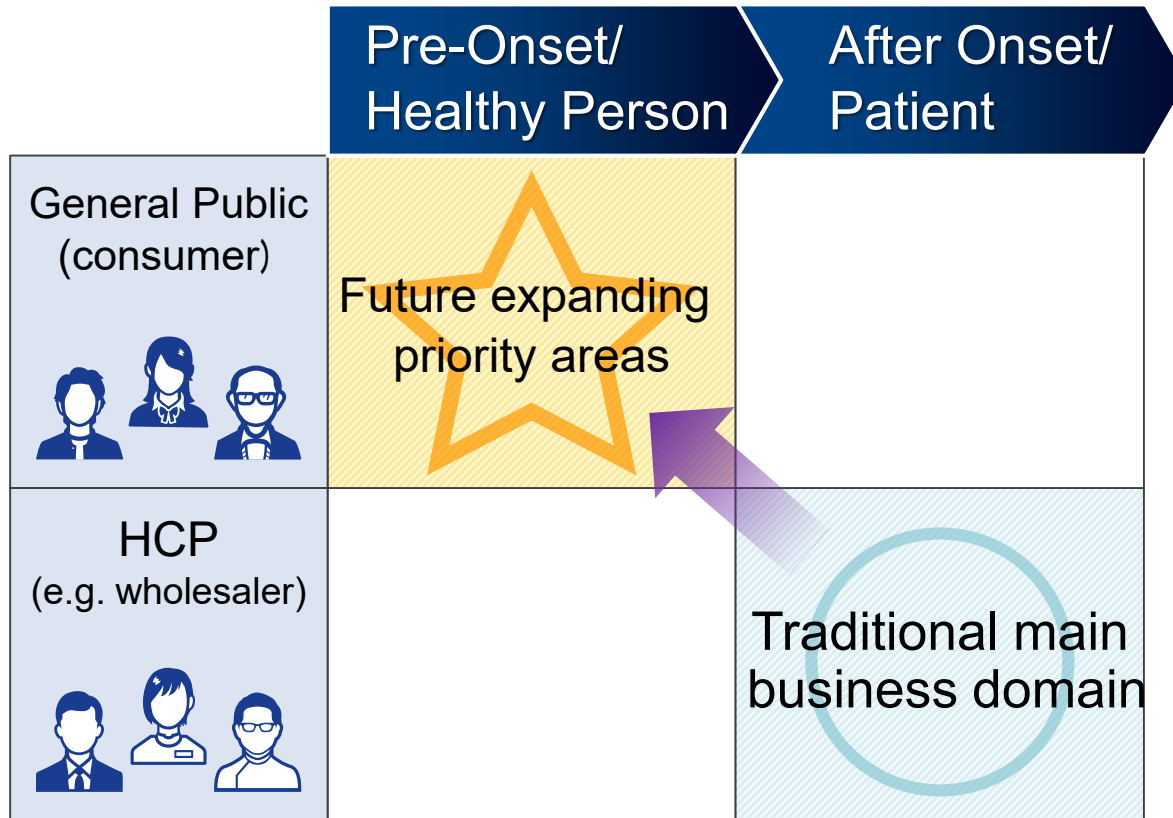 Pre-Onset/
Healthy Person
After Onset/
Patient
General Public
(consumer)
Future expanding
priority areas
HCP
(e.g. wholesaler)
Traditional main
business domain